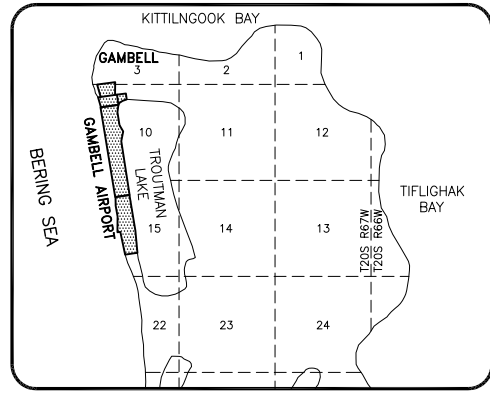 KITTILNGOOK BAY
GAMBELL
3
2
1
GAMBELL AIRPORT
BERING SEA
10
11
12
TROUTMAN
LAKE
TIFLIGHAK
BAY
15
14
13
T20S R67W
T20S R66W
22
23
24